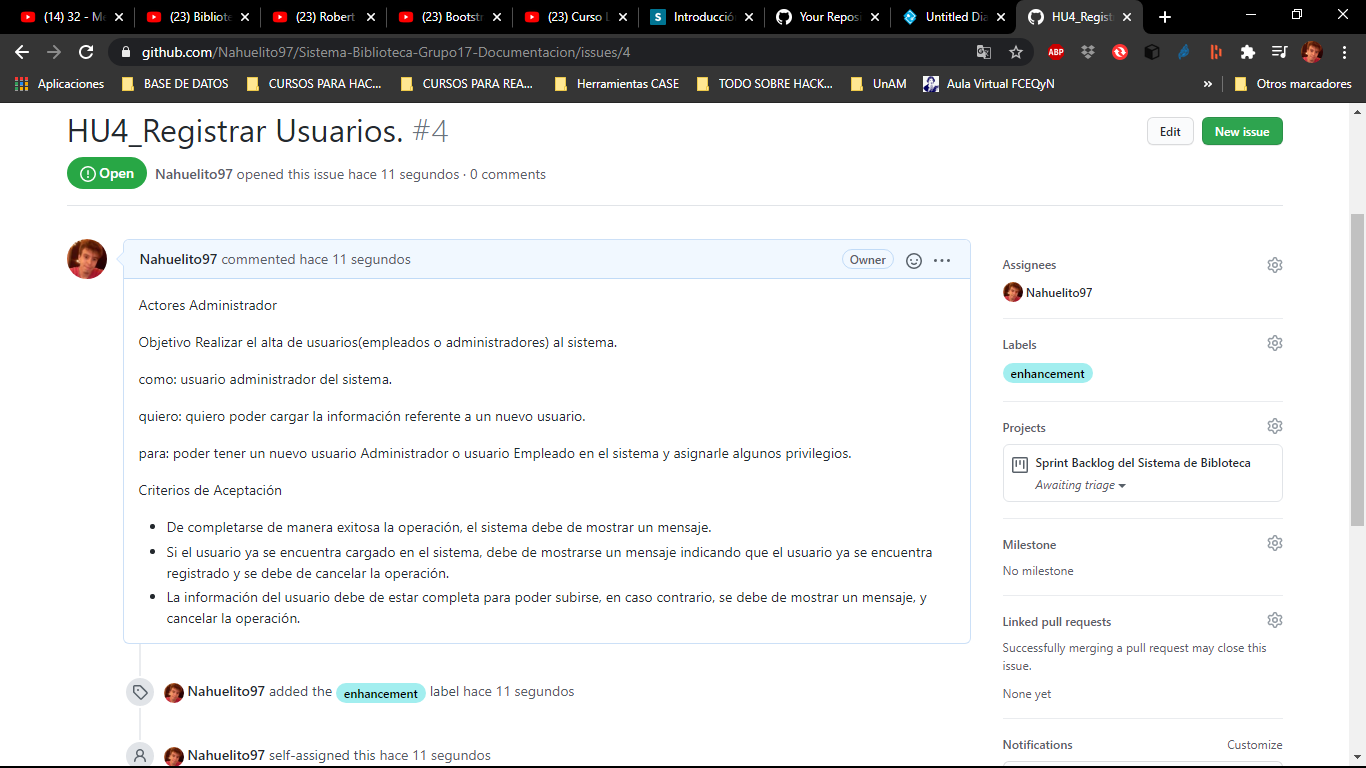 (14) 32 - Me
(23) Bibliote
(23) Robert
(23) Bootstr
(23) Curso L
Introducció
Your Repos
Untitled Dia
HU4_Regist
github.com/Nahuelito97/Sistema-Biblioteca-Grupo17-Documentacion/issues/4
ABP
Aplicaciones
BASE DE DATOS
CURSOS PARA HAC...
CURSOS PARA REA...
Herramientas CASE
TODO SOBRE HACK...
UnAM
Aula Virtual FCEQyN
»
Otros marcadores
HU4_Registrar Usuarios. #4
Edit
New issue
Open
Nahuelito97 opened this issue hace 11 segundos · 0 comments
Nahuelito97 commented hace 11 segundos
Owner
Actores Administrador
Objetivo Realizar el alta de usuarios(empleados o administradores) al sistema.
como: usuario administrador del sistema.
quiero: quiero poder cargar la información referente a un nuevo usuario.
para: poder tener un nuevo usuario Administrador o usuario Empleado en el sistema y asignarle algunos privilegios.
Criterios de Aceptación
• De completarse de manera exitosa la operación, el sistema debe de mostrar un mensaje.
• Si el usuario ya se encuentra cargado en el sistema, debe de mostrarse un mensaje indicando que el usuario ya se encuentra
registrado y se debe de cancelar la operación.
• La información del usuario debe de estar completa para poder subirse, en caso contrario, se debe de mostrar un mensaje, y
cancelar la operación.
Nahuelito97 added the enhancement label hace 11 segundos
Nahuelito97 self-assigned this hace 11 segundos
Assignees
Nahuelito97
Labels
enhancement
Projects
Sprint Backlog del Sistema de Bibloteca
Awaiting triage
Milestone
No milestone
Linked pull requests
Successfully merging a pull request may close this
issue.
None yet
Notifications
Customize